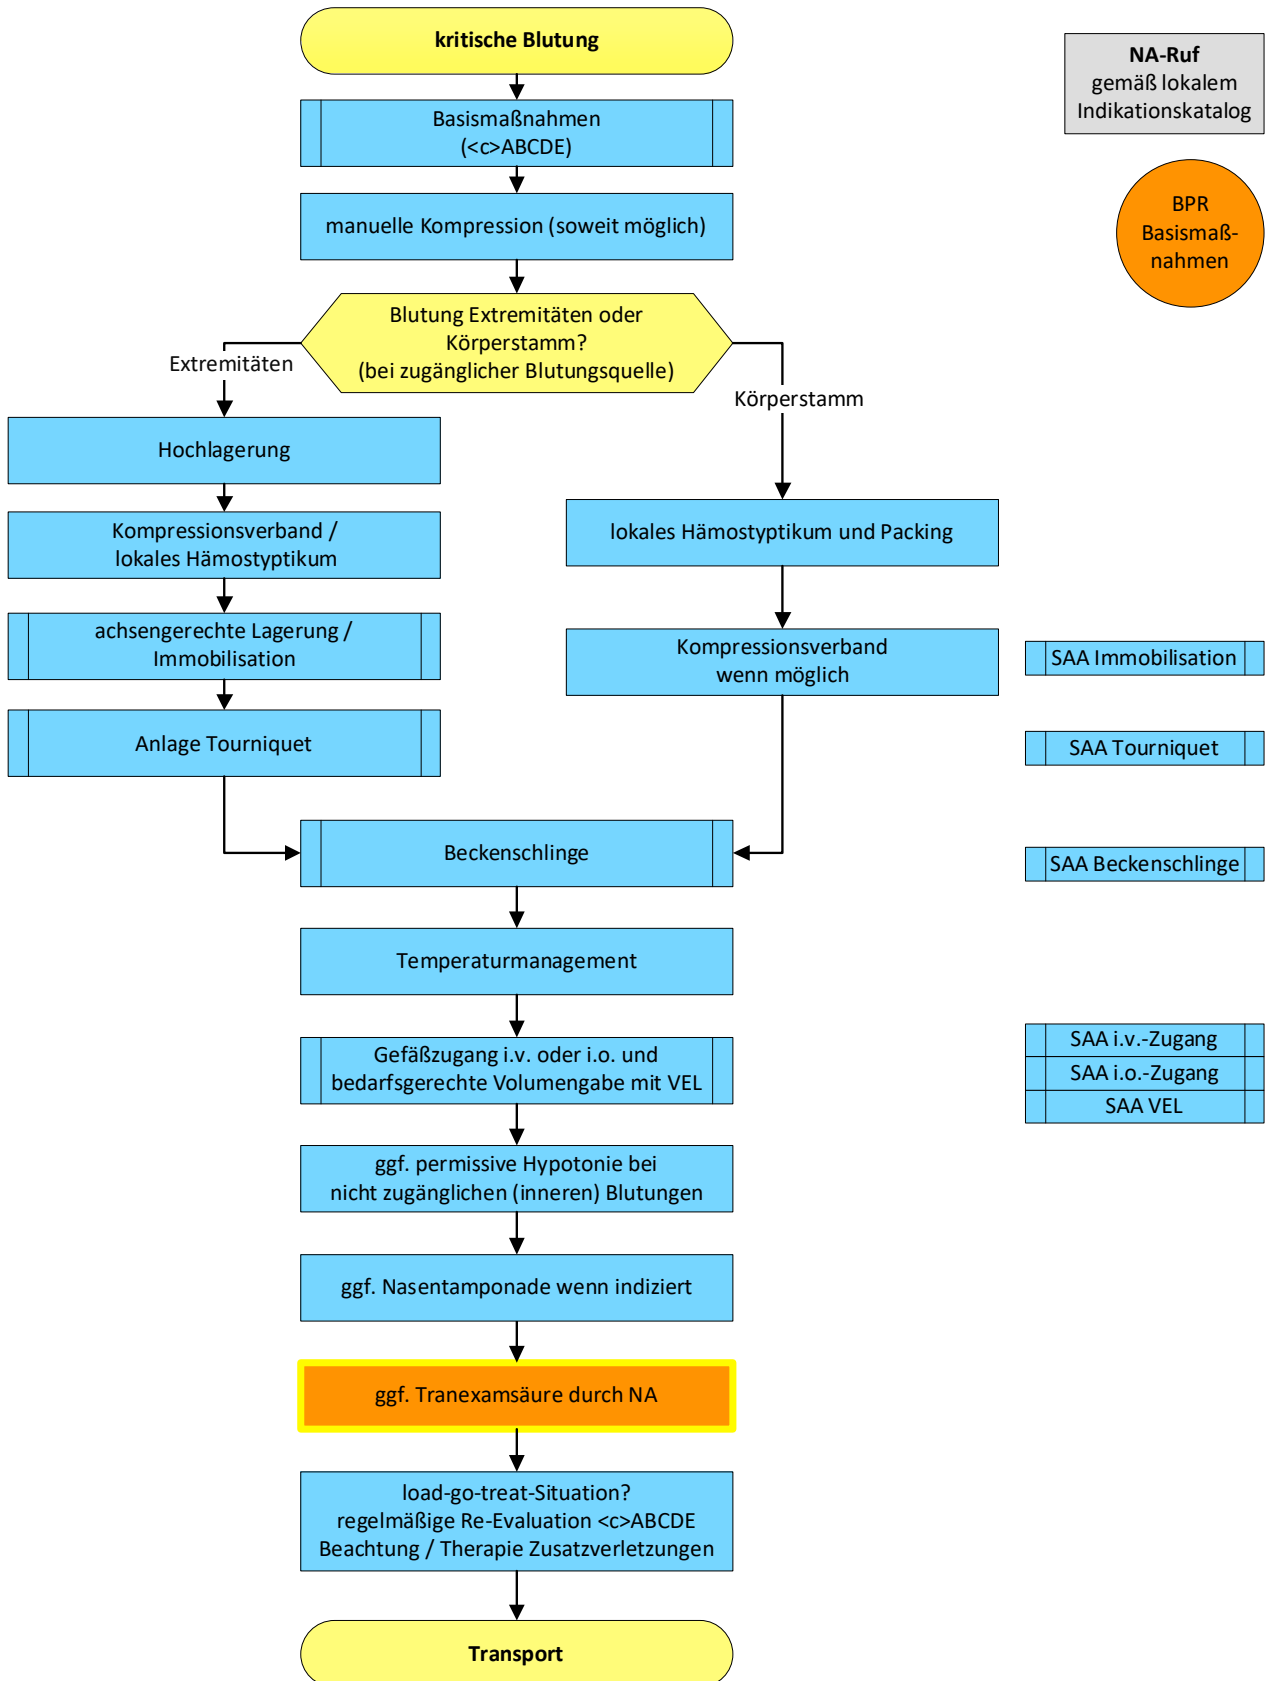 kritische Blutung
NA-Ruf
gemäß lokalem
Indikationskatalog
Basismaßnahmen
(<c>ABCDE)
BPR
Basismaß-
nahmen
manuelle Kompression (soweit möglich)
Blutung Extremitäten oder
Körperstamm?
(bei zugänglicher Blutungsquelle)
Extremitäten
Körperstamm
Hochlagerung
Kompressionsverband /
lokales Hämostyptikum
lokales Hämostyptikum und Packing
achsengerechte Lagerung /
Immobilisation
Kompressionsverband
wenn möglich
SAA Immobilisation
Anlage Tourniquet
SAA Tourniquet
Beckenschlinge
SAA Beckenschlinge
Temperaturmanagement
Gefäßzugang i.v. oder i.o. und
bedarfsgerechte Volumengabe mit VEL
SAA i.v.-Zugang
SAA i.o.-Zugang
SAA VEL
ggf. permissive Hypotonie bei
nicht zugänglichen (inneren) Blutungen
ggf. Nasentamponade wenn indiziert
ggf. Tranexamsäure durch NA
load-go-treat-Situation?
regelmäßige Re-Evaluation <c>ABCDE
Beachtung / Therapie Zusatzverletzungen
Transport